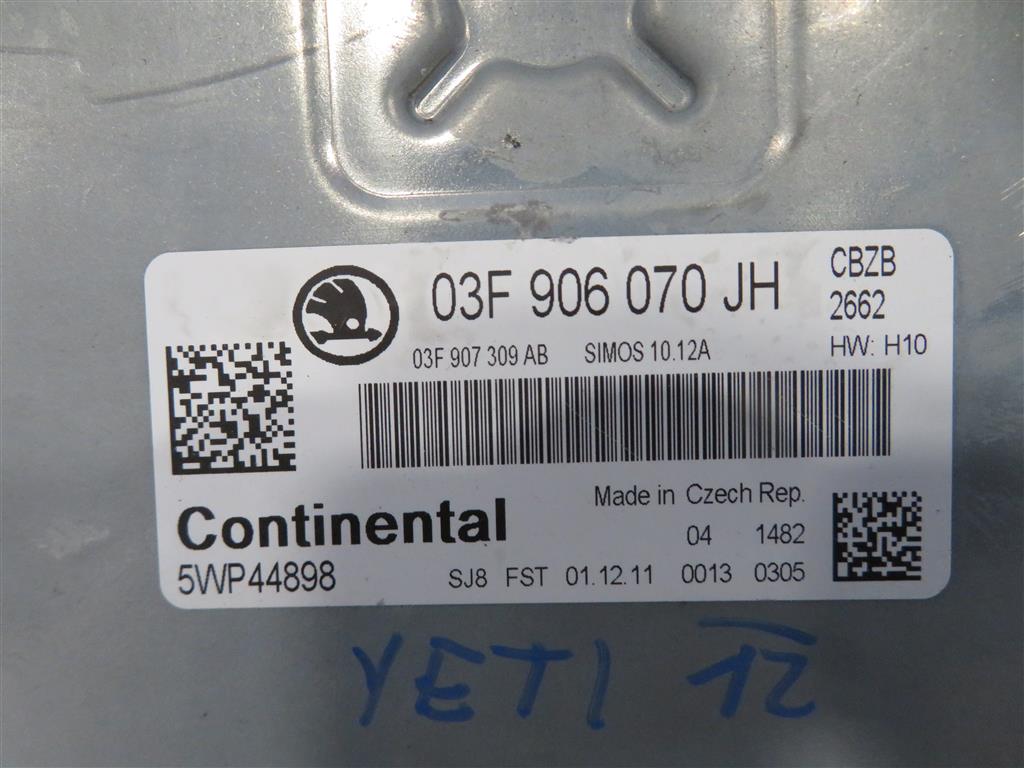 03F 906 070 JH
CBZB
2662
03F 907 309 AB SIMOS 10.12A HW: H10
Continental
Made in Czech Rep.
04 1482
5WP44898 SJ8 FST 01.12.11 0013 0305
YETI 12